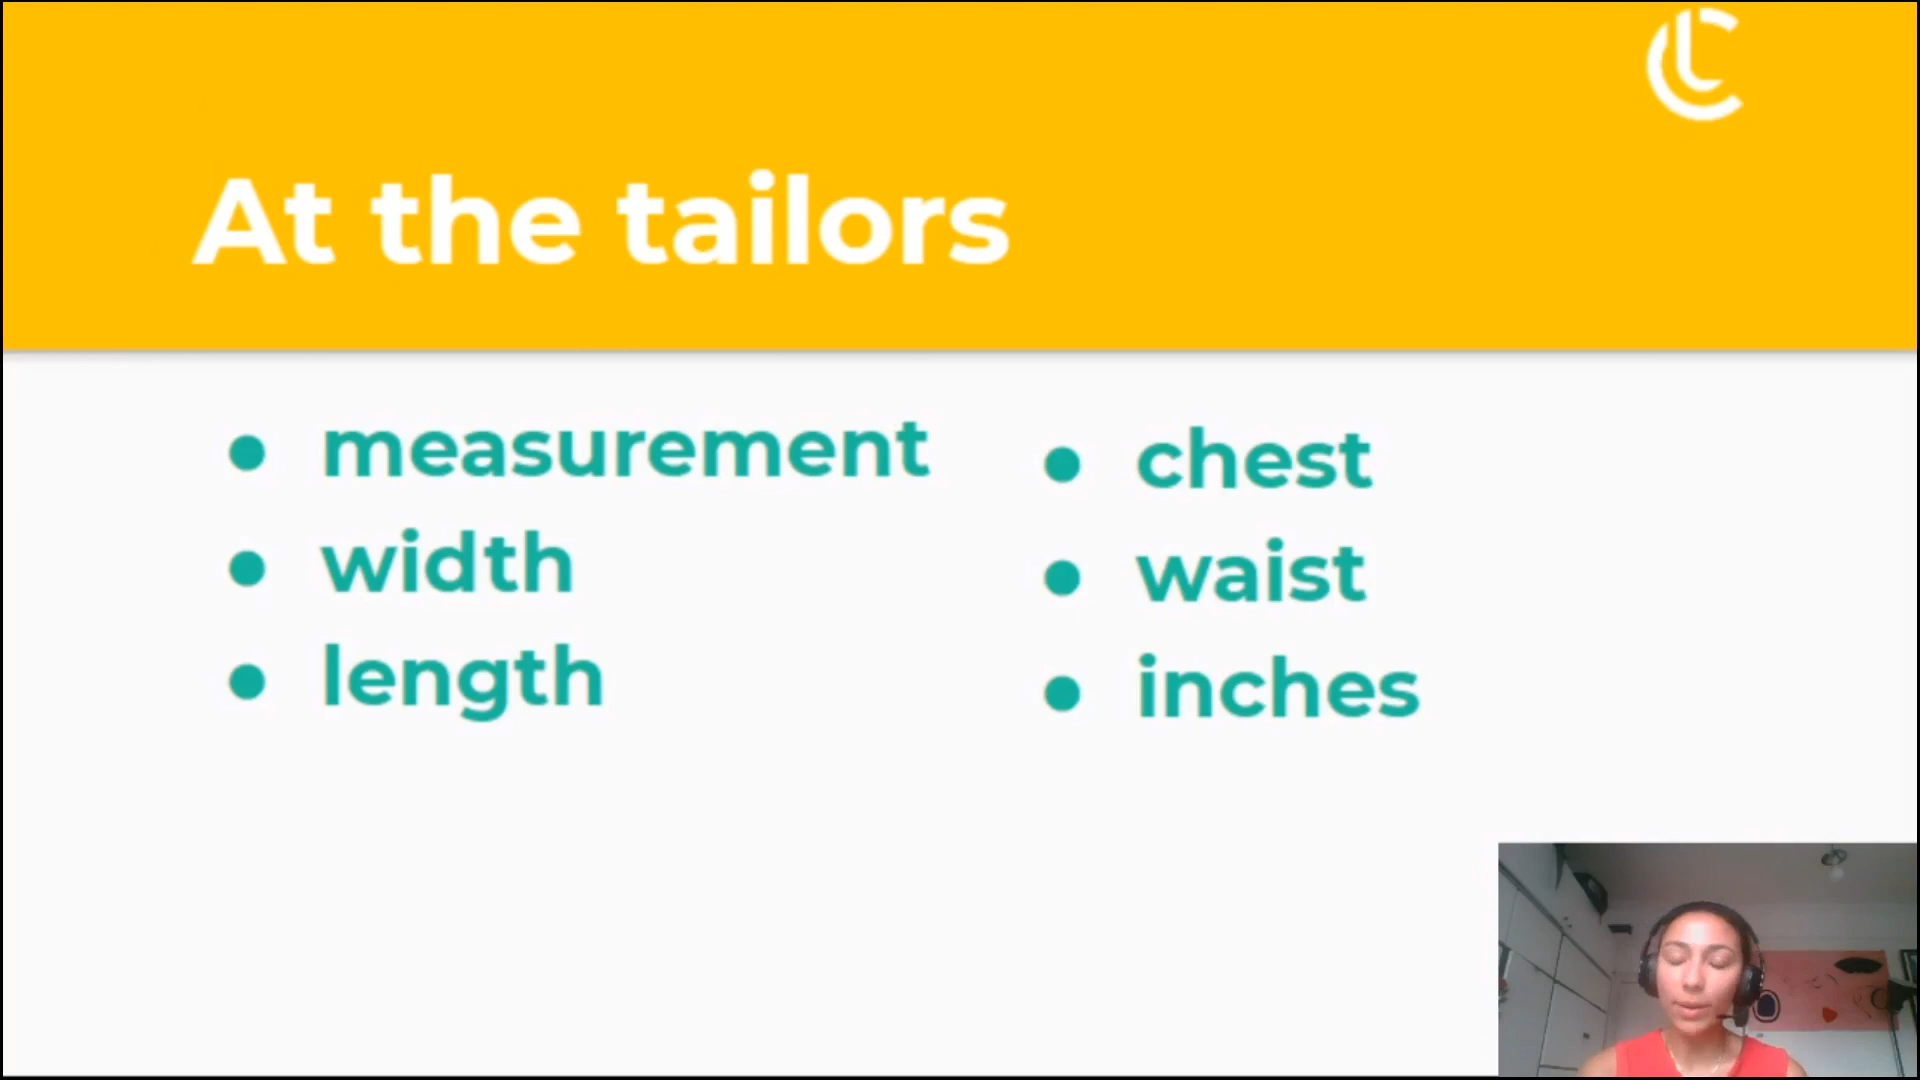 At the tailors
measurement
width
length
chest
waist
inches